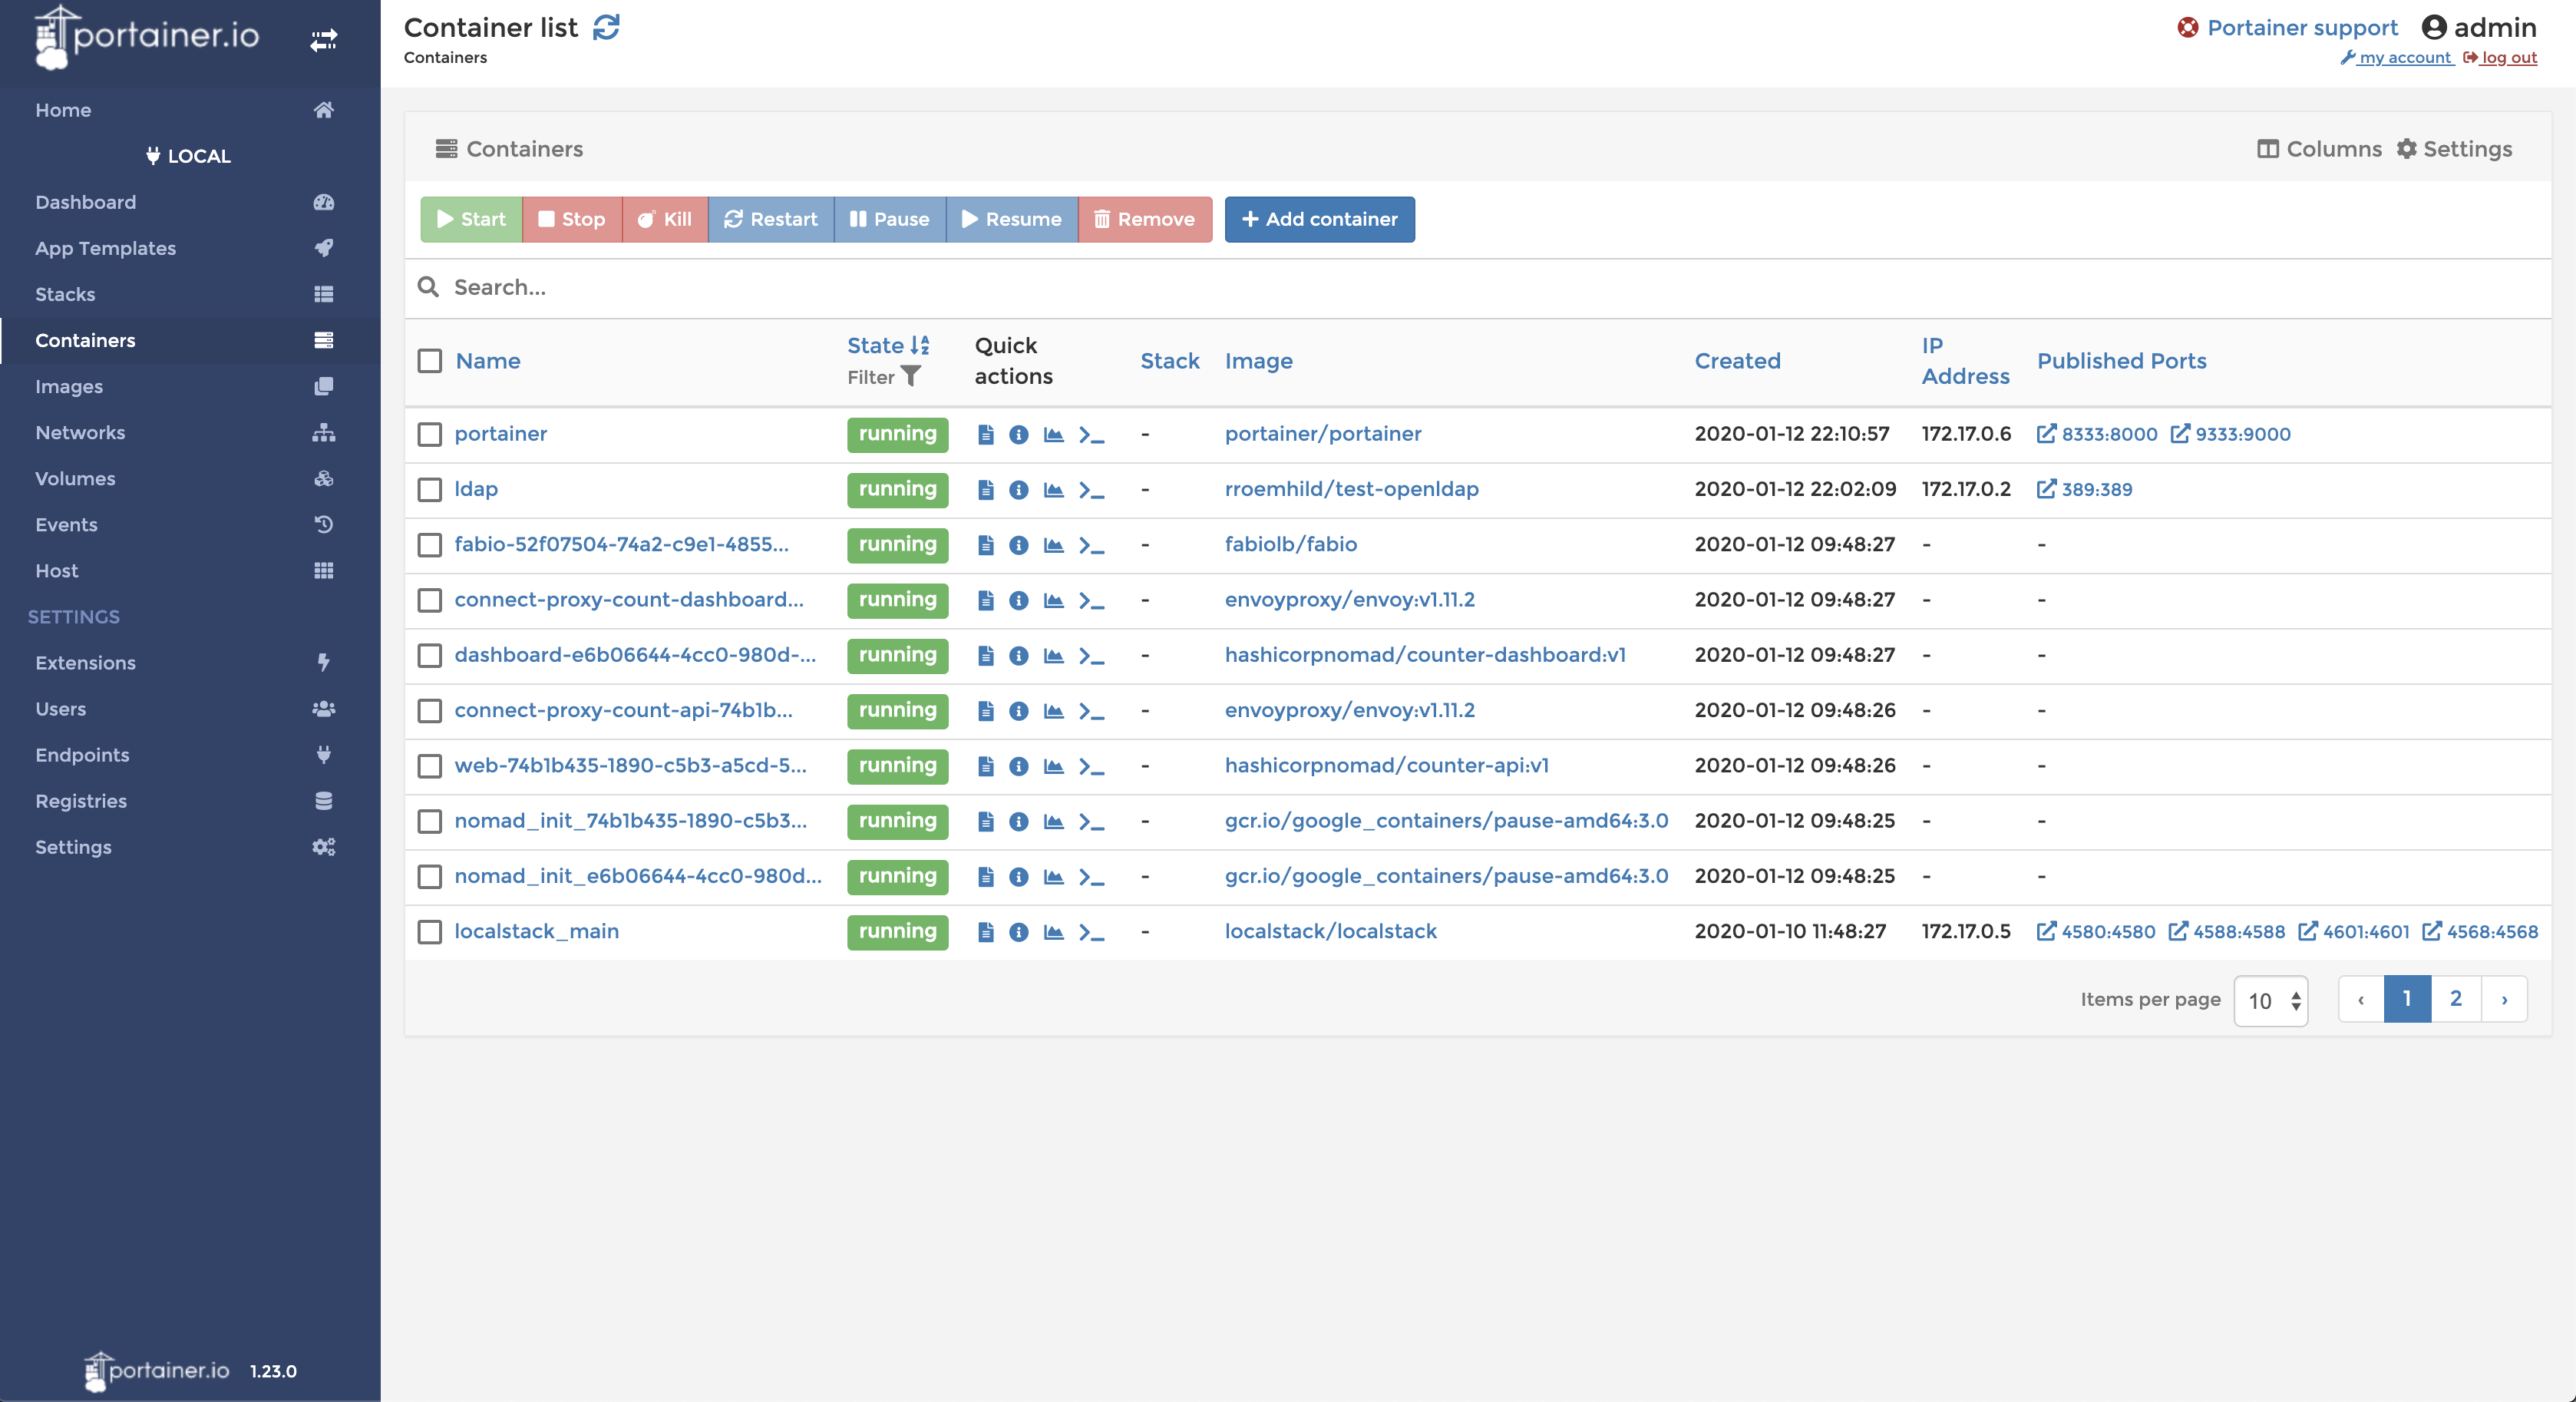 portainer.io
Container list
Containers
Portainer support admin
my account log out
Home
LOCAL
Dashboard
App Templates
Stacks
Containers
Images
Networks
Volumes
Events
Host
SETTINGS
Extensions
Users
Endpoints
Registries
Settings
portainer.io 1.23.0
Containers
Columns Settings
Start Stop Kill Restart Pause Resume Remove Add container
Search...
Name State Filter Quick actions Stack Image Created IP Address Published Ports
portainer running - portainer/portainer 2020-01-12 22:10:57 172.17.0.6 8333:8000 9333:9000
ldap running - rroemhild/test-openldap 2020-01-12 22:02:09 172.17.0.2 389:389
fabio-52f07504-74a2-c9e1-4855... running - fabiolb/fabio 2020-01-12 09:48:27 - -
connect-proxy-count-dashboard... running - envoyproxy/envoy:v1.11.2 2020-01-12 09:48:27 - -
dashboard-e6b06644-4cc0-980d-... running - hashicorpnomad/counter-dashboard:v1 2020-01-12 09:48:27 - -
connect-proxy-count-api-74b1b... running - envoyproxy/envoy:v1.11.2 2020-01-12 09:48:26 - -
web-74b1b435-1890-c5b3-a5cd-5... running - hashicorpnomad/counter-api:v1 2020-01-12 09:48:26 - -
nomad_init_74b1b435-1890-c5b3... running - gcr.io/google_containers/pause-amd64:3.0 2020-01-12 09:48:25 - -
nomad_init_e6b06644-4cc0-980d... running - gcr.io/google_containers/pause-amd64:3.0 2020-01-12 09:48:25 - -
localstack_main running - localstack/localstack 2020-01-10 11:48:27 172.17.0.5 4580:4580 4588:4588 4601:4601 4568:4568
Items per page 10 ‹ 1 2 ›